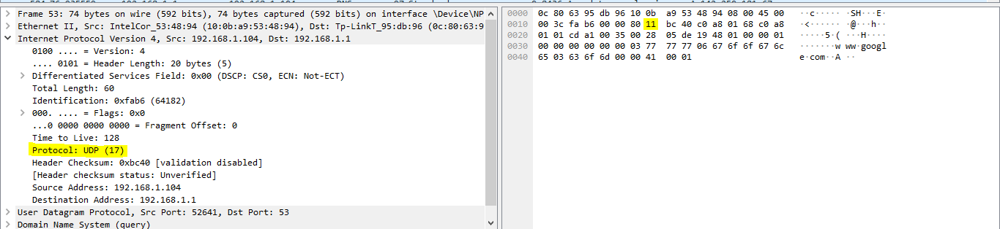 Frame 53: 74 bytes on wire (592 bits), 74 bytes captured (592 bits) on interface \Device\NP
Ethernet II, Src: IntelCor_53:48:94 (10:0b:a9:53:48:94), Dst: Tp-LinkT_95:db:96 (0c:80:63:9
Internet Protocol Version 4, Src: 192.168.1.104, Dst: 192.168.1.1
0100 .... = Version: 4
.... 0101 = Header Length: 20 bytes (5)
Differentiated Services Field: 0x00 (DSCP: CS0, ECN: Not-ECT)
Total Length: 60
Identification: 0xfab6 (64182)
000. .... = Flags: 0x0
...0 0000 0000 0000 = Fragment Offset: 0
Time to Live: 128
Protocol: UDP (17)
Header Checksum: 0xbc40 [validation disabled]
[Header checksum status: Unverified]
Source Address: 192.168.1.104
Destination Address: 192.168.1.1
User Datagram Protocol, Src Port: 52641, Dst Port: 53
Domain Name System (query)
0000 0c 80 63 95 db 96 10 0b a9 53 48 94 08 00 45 00 ··c····· ·SH···E·
0010 00 3c fa b6 00 00 80 11 bc 40 c0 a8 01 68 c0 a8 ·<······ ·@···h··
0020 01 01 cd a1 00 35 00 28 05 de 19 48 01 00 00 01 ·····5·( ···H····
0030 00 00 00 00 00 00 03 77 77 77 06 67 6f 6f 67 6c ·······w ww·googl
0040 65 03 63 6f 6d 00 00 41 00 01 e·com··A ··